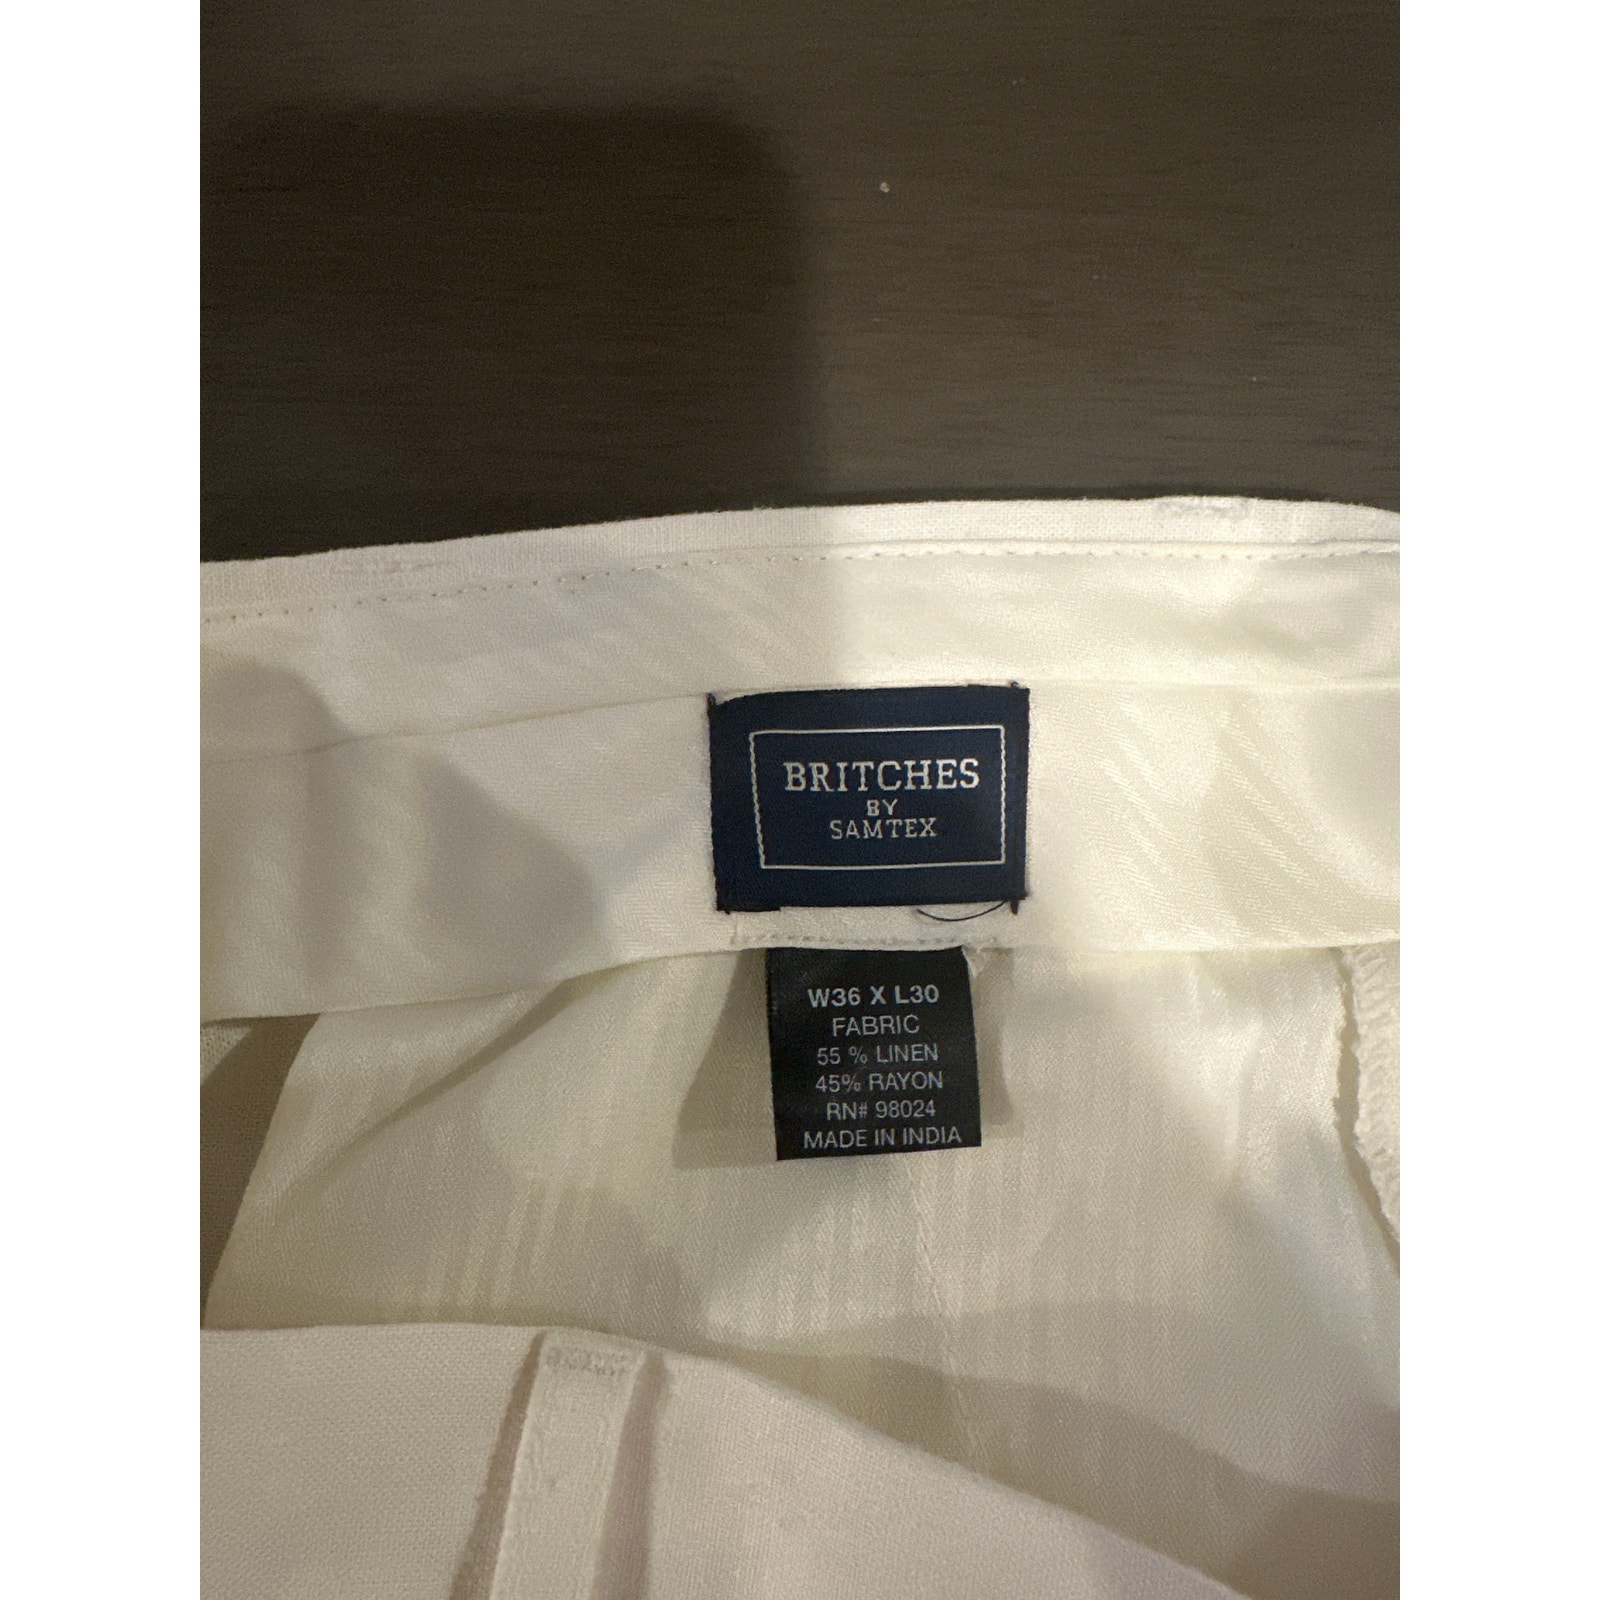 BRITCHES
BY
SAMTEX
W36 X L30
FABRIC
55 % LINEN
45% RAYON
RN# 98024
MADE IN INDIA